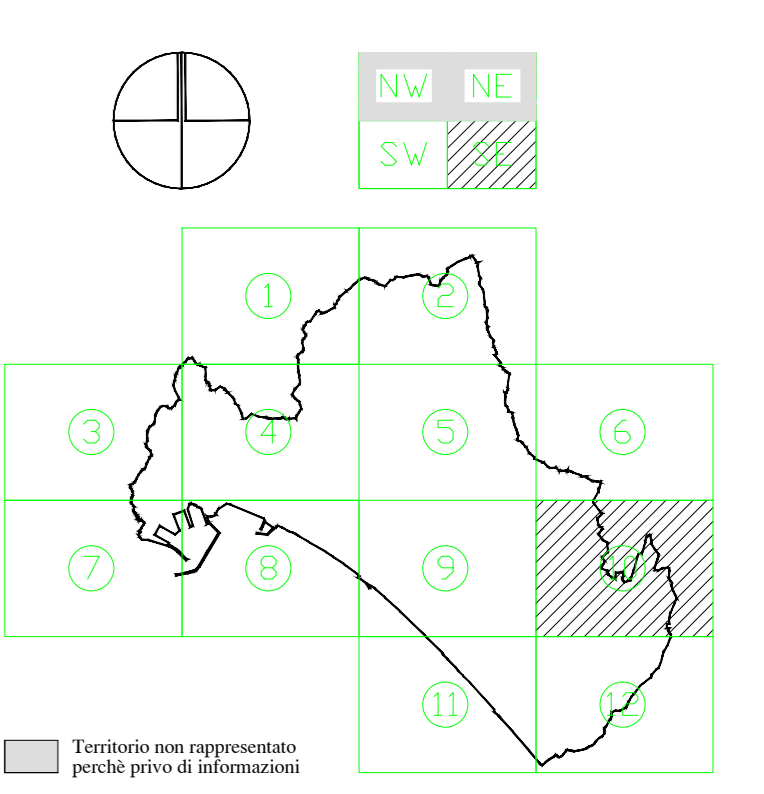 NW NE
SW SE
1 2
3 4 5 6
7 8 9 10
11 12
Territorio non rappresentato
perchè privo di informazioni